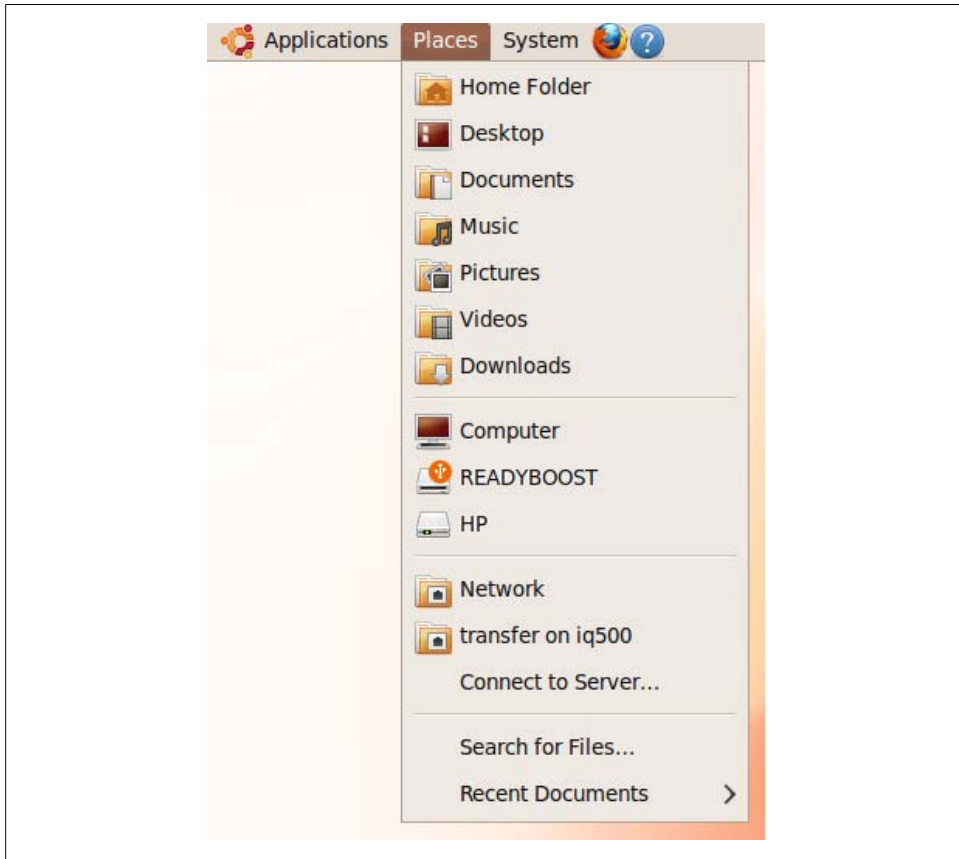 Applications Places System ?
Home Folder
Desktop
Documents
Music
Pictures
Videos
Downloads
Computer
READYBOOST
HP
Network
transfer on iq500
Connect to Server...
Search for Files...
Recent Documents